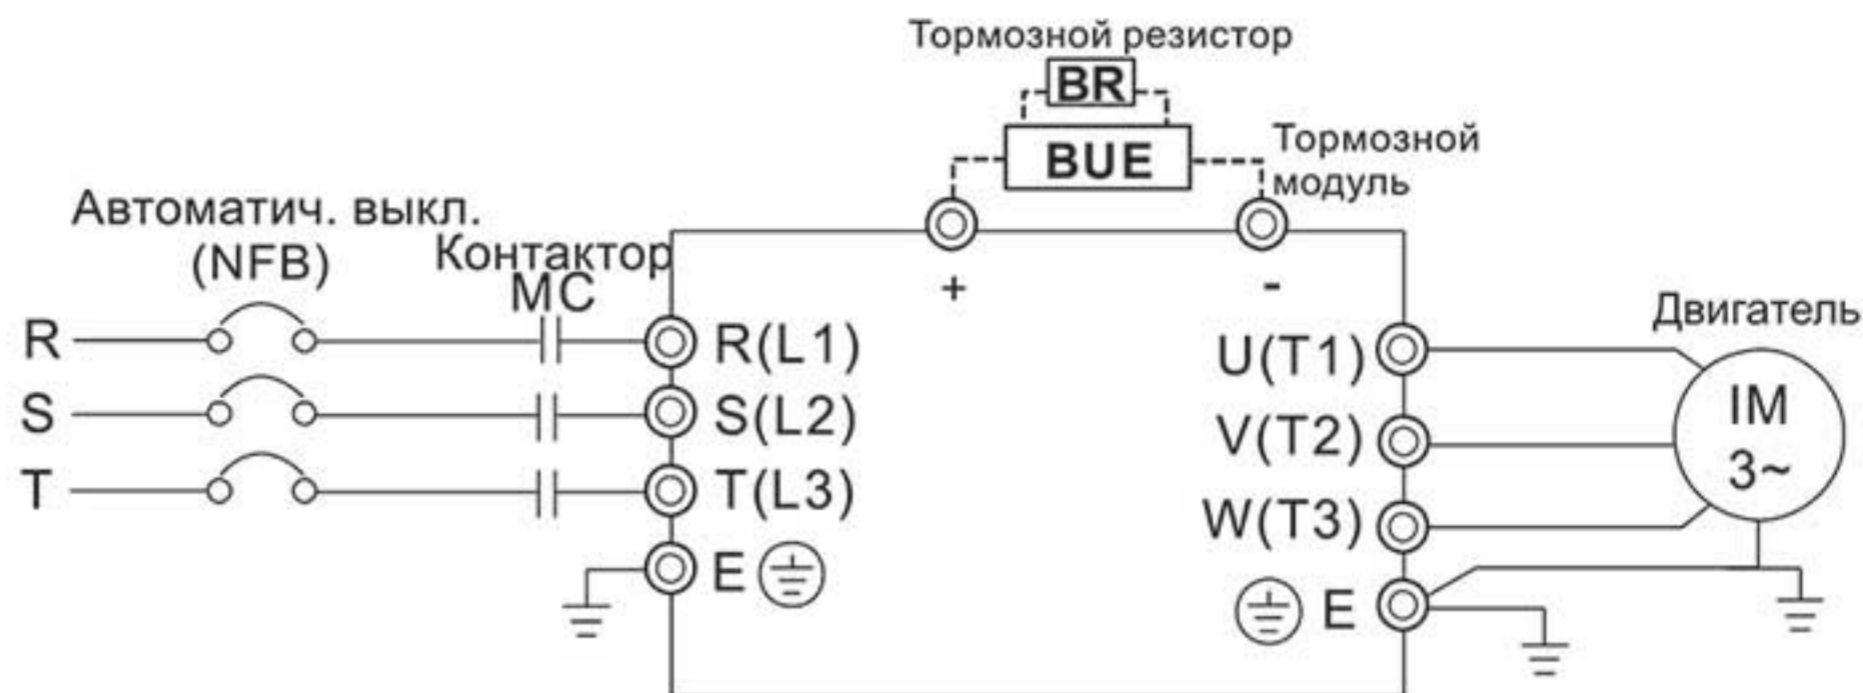 Тормозной резистор
BR
BUE
Тормозной
модуль
Автоматич. выкл.
(NFB)
Контактор
MC
+
-
Двигатель
R
R(L1)
U(T1)
IM
3~
S
S(L2)
V(T2)
T
T(L3)
W(T3)
E
E